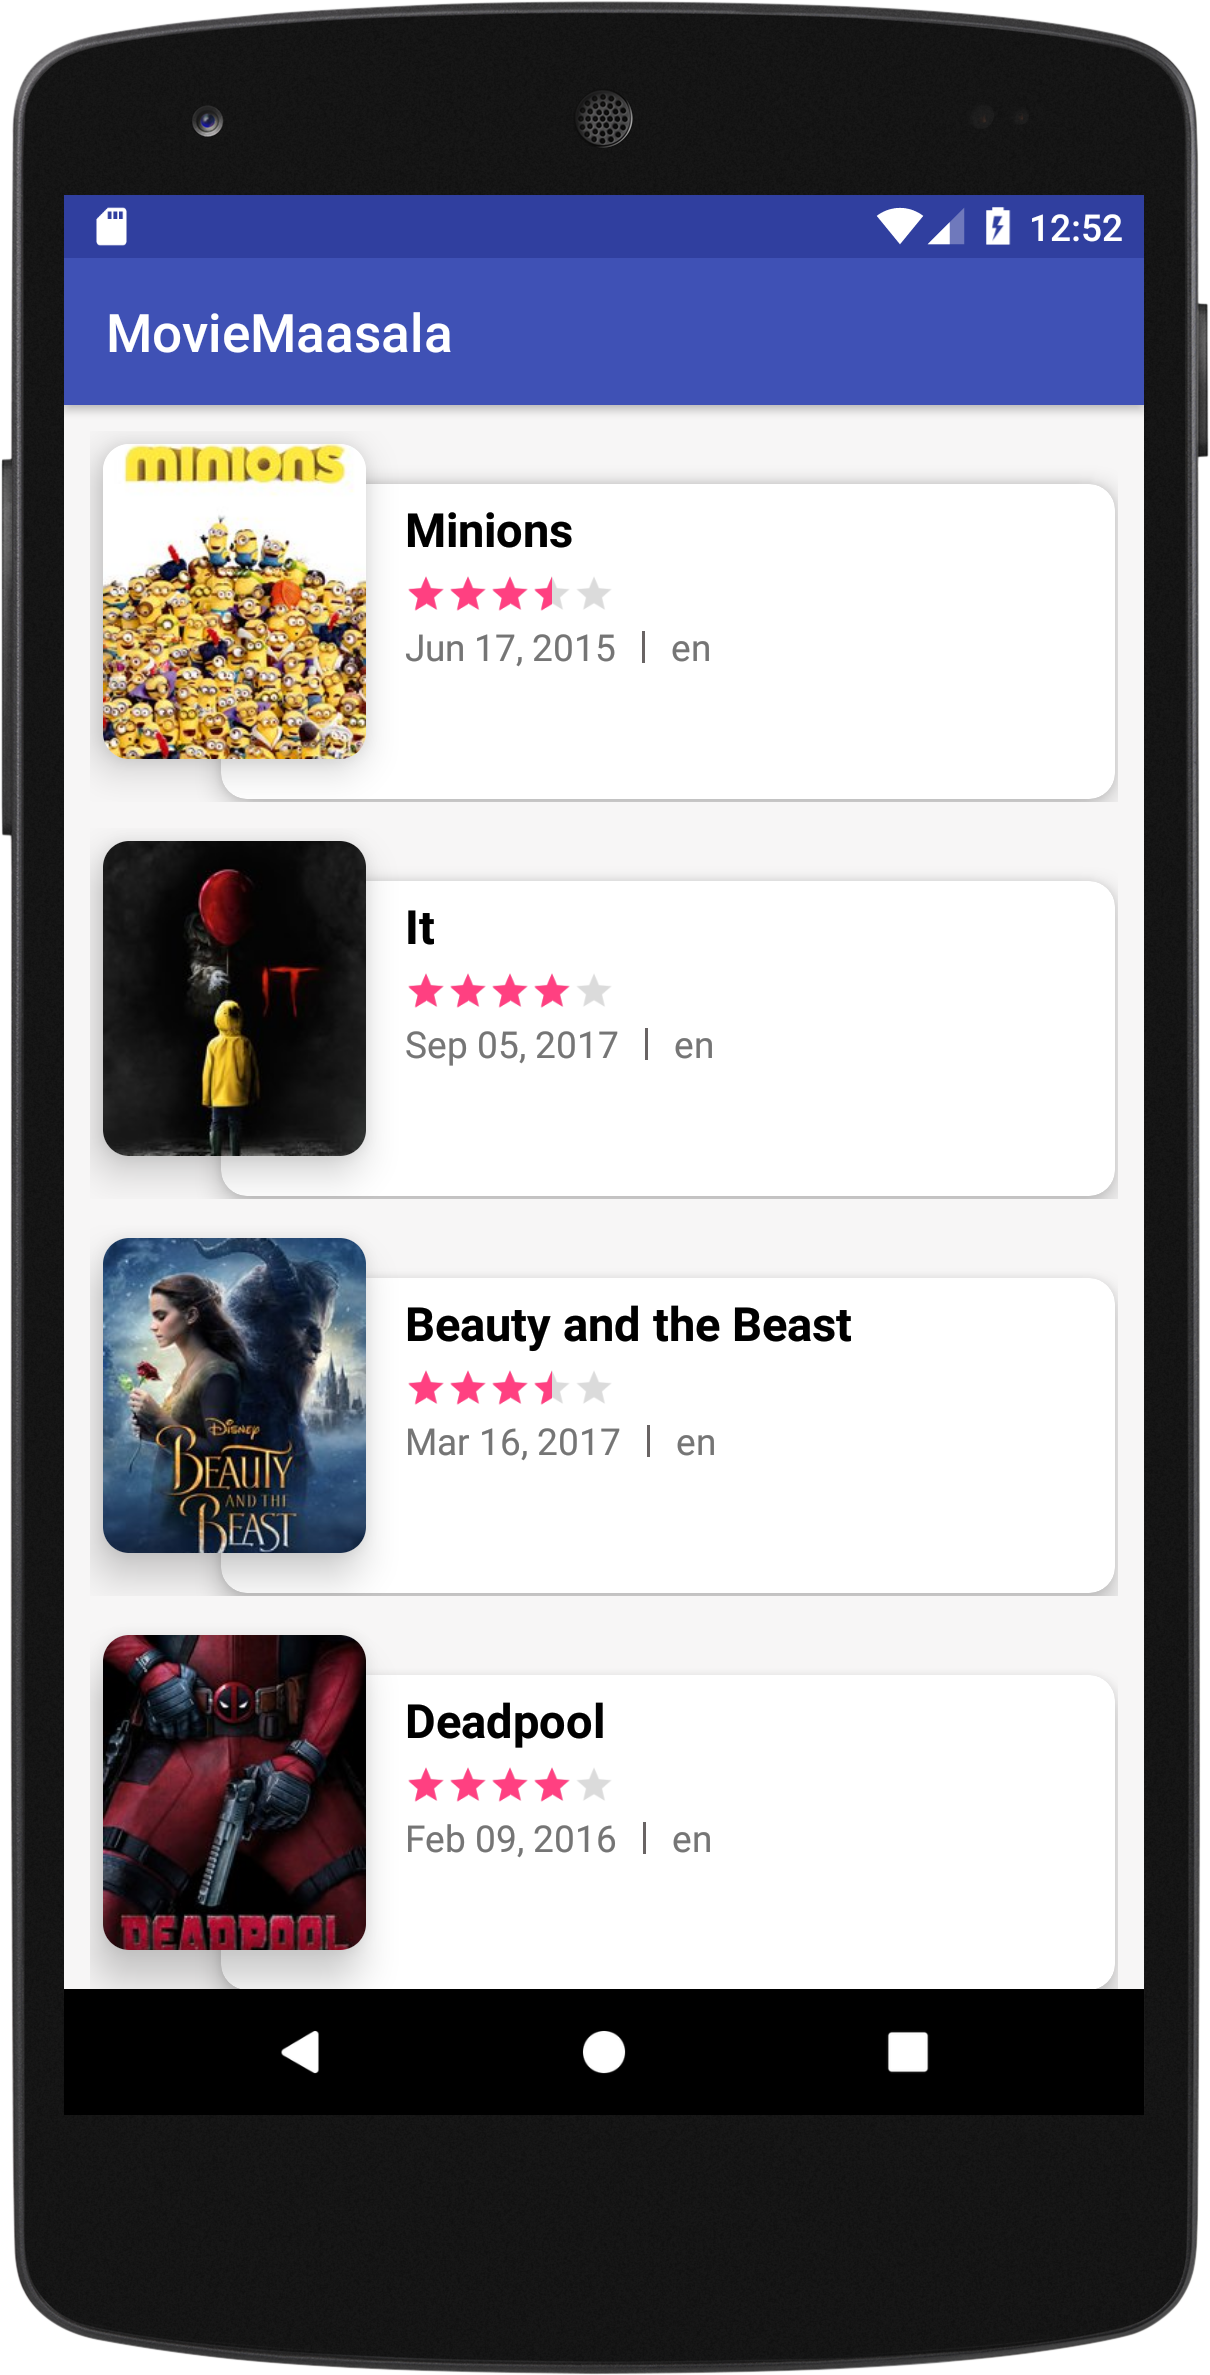 12:52
MovieMaasala
minions
Minions
Jun 17, 2015 | en
IT
It
Sep 05, 2017 | en
Beauty and the Beast
Mar 16, 2017 | en
Disney
BEAUTY
AND THE
BEAST
Deadpool
Feb 09, 2016 | en
DEADPOOL